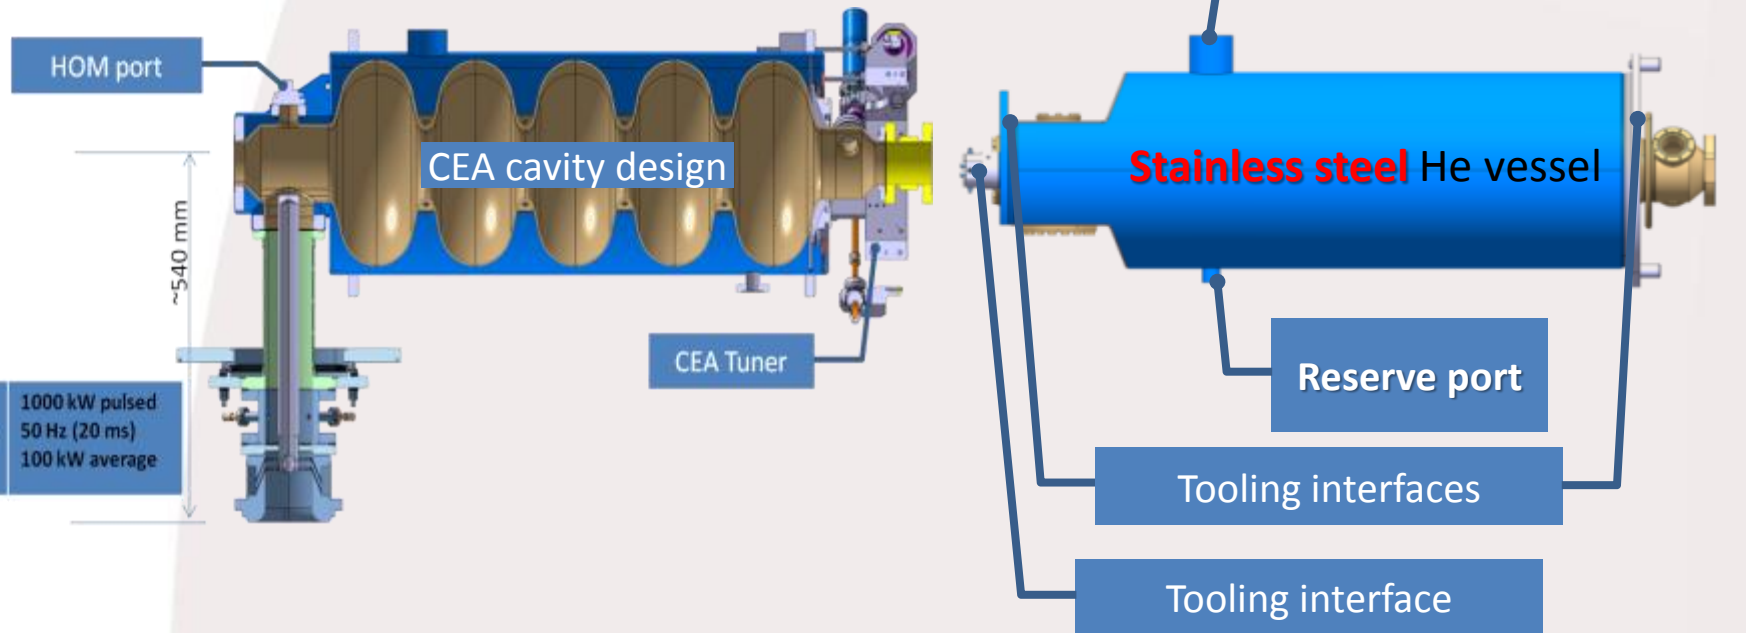 HOM port
CEA cavity design
Stainless steel He vessel
~540 mm
CEA Tuner
Reserve port
1000 kW pulsed
50 Hz (20 ms)
100 kW average
Tooling interfaces
Tooling interface